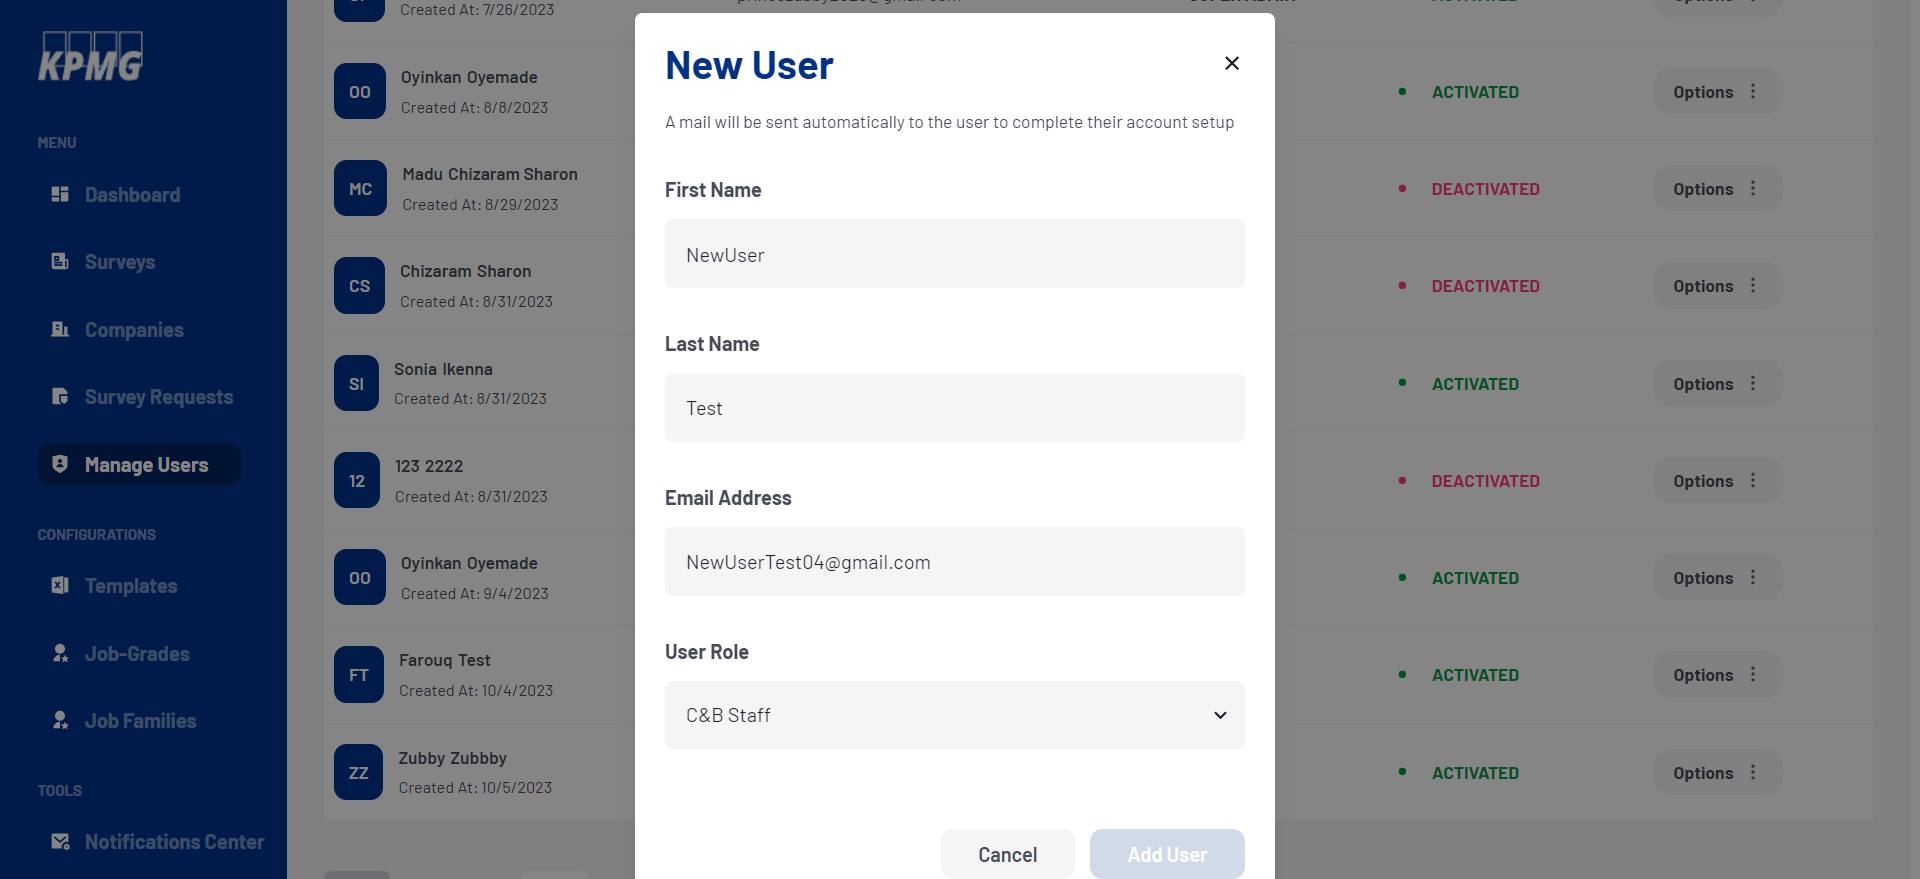 KPMG
MENU
Dashboard
Surveys
Companies
Survey Requests
Manage Users
CONFIGURATIONS
Templates
Job-Grades
Job Families
TOOLS
Notifications Center
Created At: 7/26/2023
Options
OO
Oyinkan Oyemade
Created At: 8/8/2023
ACTIVATED
Options
MC
Madu Chizaram Sharon
Created At: 8/29/2023
DEACTIVATED
Options
CS
Chizaram Sharon
Created At: 8/31/2023
DEACTIVATED
Options
SI
Sonia Ikenna
Created At: 8/31/2023
ACTIVATED
Options
12
123 2222
Created At: 8/31/2023
DEACTIVATED
Options
OO
Oyinkan Oyemade
Created At: 9/4/2023
ACTIVATED
Options
FT
Farouq Test
Created At: 10/4/2023
ACTIVATED
Options
ZZ
Zubby Zubbby
Created At: 10/5/2023
ACTIVATED
Options
New User
A mail will be sent automatically to the user to complete their account setup
First Name
NewUser
Last Name
Test
Email Address
NewUserTest04@gmail.com
User Role
C&B Staff
Cancel
Add User